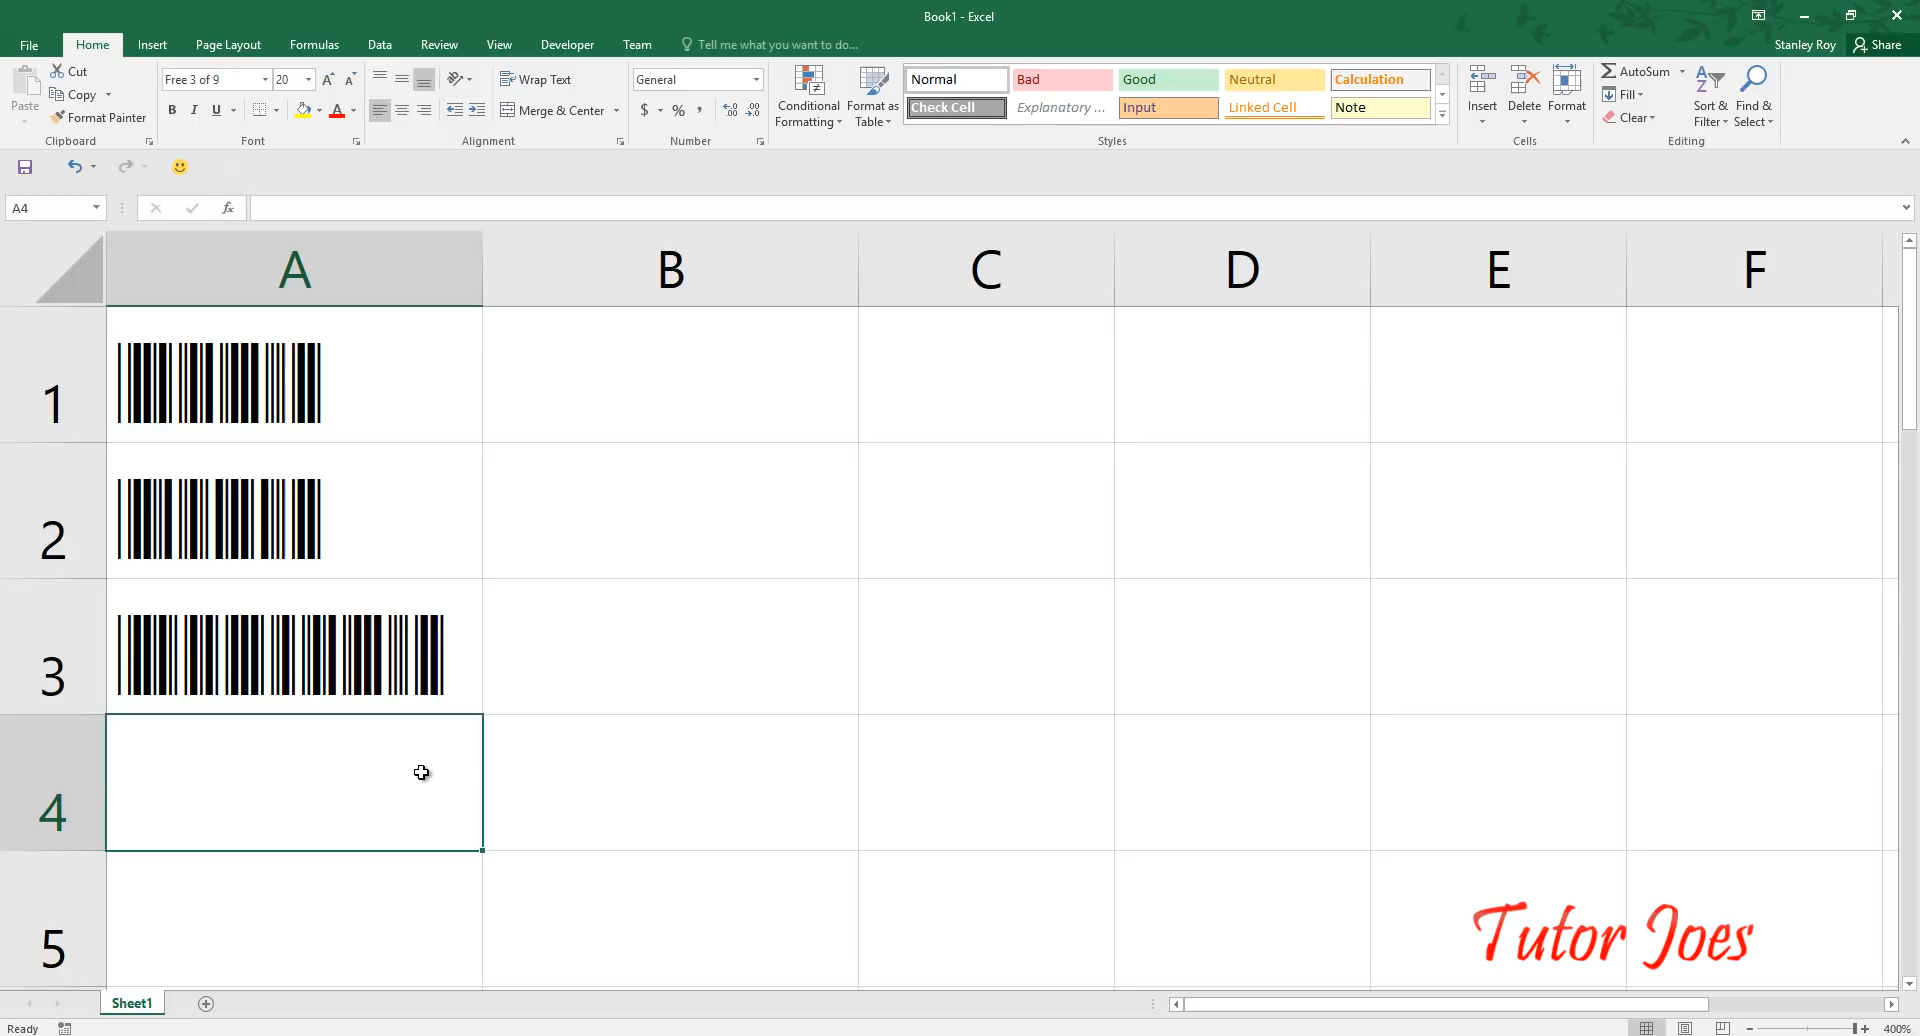 Book1 - Excel
File Home Insert Page Layout Formulas Data Review View Developer Team Tell me what you want to do... Stanley Roy Share
Paste Cut Copy Format Painter
Clipboard
Free 3 of 9 20
B I U A
Font
Wrap Text
Merge & Center
Alignment
General
$ % ,
Number
Conditional Formatting Format as Table
Normal Bad Good Neutral Calculation
Check Cell Explanatory ... Input Linked Cell Note
Styles
Insert Delete Format
Cells
AutoSum
Fill
Clear
Sort & Filter Find & Select
Editing
A4 fx
A B C D E F
1
2
3
4
5
Tutor Joes
Sheet1
Ready 400%